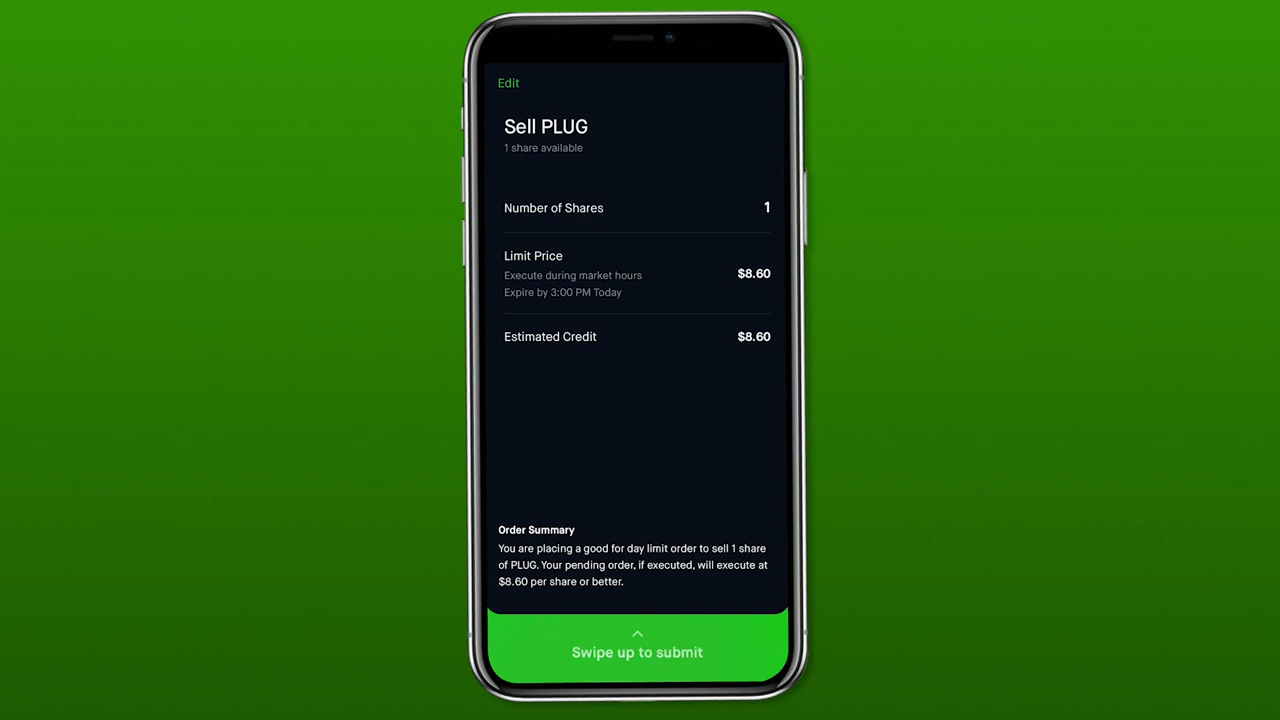 Edit
Sell PLUG
1 share available
Number of Shares 1
Limit Price
Execute during market hours $8.60
Expire by 3:00 PM Today
Estimated Credit $8.60
Order Summary
You are placing a good for day limit order to sell 1 share
of PLUG. Your pending order, if executed, will execute at
$8.60 per share or better.
Swipe up to submit